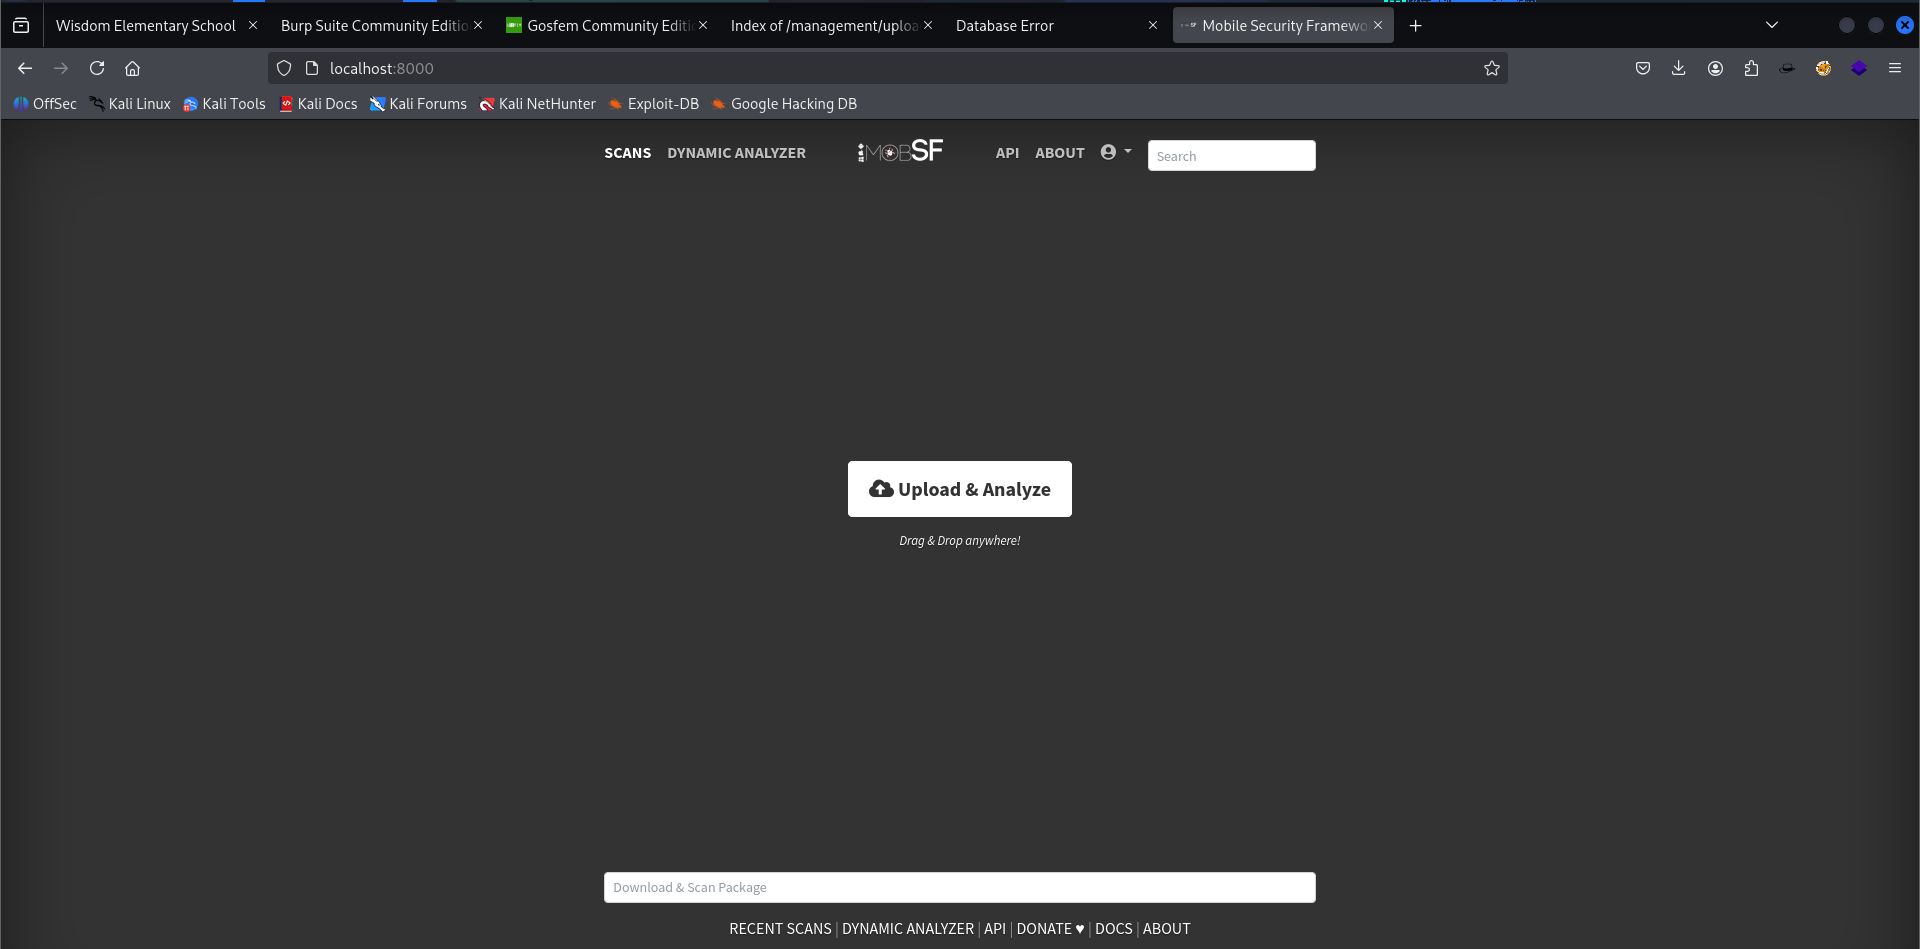 Wisdom Elementary School
Burp Suite Community Editio
Gosfem Community Editi
Index of /management/uploa
Database Error
Mobile Security Framewo
localhost:8000
OffSec
Kali Linux
Kali Tools
Kali Docs
Kali Forums
Kali NetHunter
Exploit-DB
Google Hacking DB
SCANS
DYNAMIC ANALYZER
MOBSF
API
ABOUT
Search
Upload & Analyze
Drag & Drop anywhere!
Download & Scan Package
RECENT SCANS | DYNAMIC ANALYZER | API | DONATE ♥ | DOCS | ABOUT